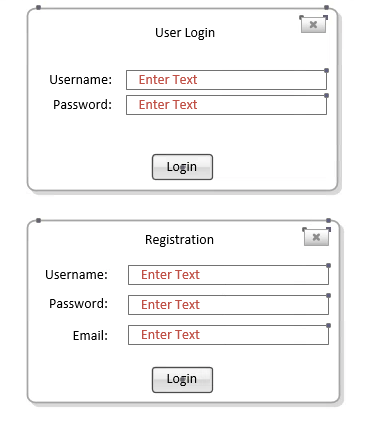 User Login
Username: Enter Text
Password: Enter Text
Login
Registration
Username: Enter Text
Password: Enter Text
Email: Enter Text
Login